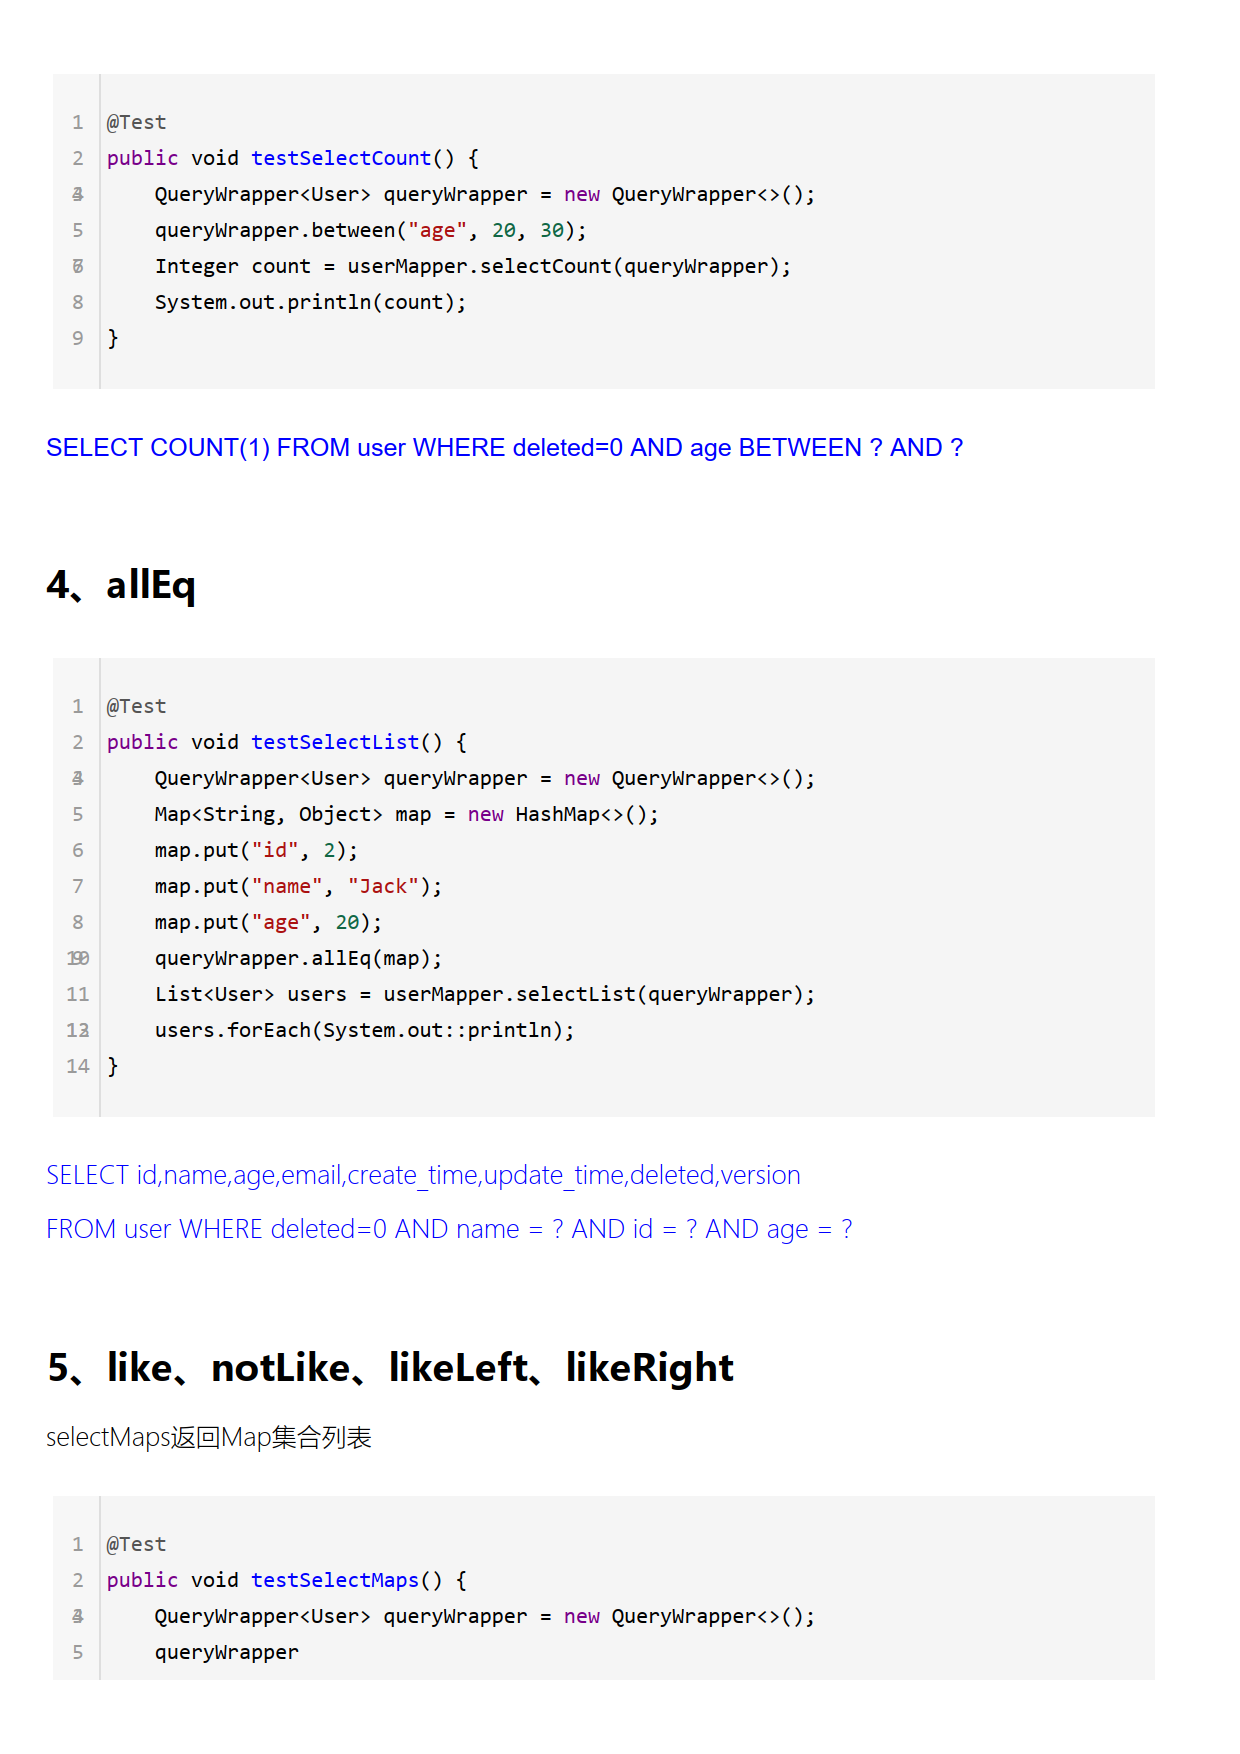 1 @Test
2 public void testSelectCount() {
QueryWrapper<User> queryWrapper = new QueryWrapper<>();
5 queryWrapper.between("age", 20, 30);
Integer count = userMapper.selectCount(queryWrapper);
8 System.out.println(count);
9 }
SELECT COUNT(1) FROM user WHERE deleted=0 AND age BETWEEN ? AND ?
4、allEq
1 @Test
2 public void testSelectList() {
QueryWrapper<User> queryWrapper = new QueryWrapper<>();
5 Map<String, Object> map = new HashMap<>();
6 map.put("id", 2);
7 map.put("name", "Jack");
8 map.put("age", 20);
queryWrapper.allEq(map);
11 List<User> users = userMapper.selectList(queryWrapper);
users.forEach(System.out::println);
14 }
SELECT id,name,age,email,create_time,update_time,deleted,version
FROM user WHERE deleted=0 AND name = ? AND id = ? AND age = ?
5、like、notLike、likeLeft、likeRight
selectMaps返回Map集合列表
1 @Test
2 public void testSelectMaps() {
QueryWrapper<User> queryWrapper = new QueryWrapper<>();
5 queryWrapper